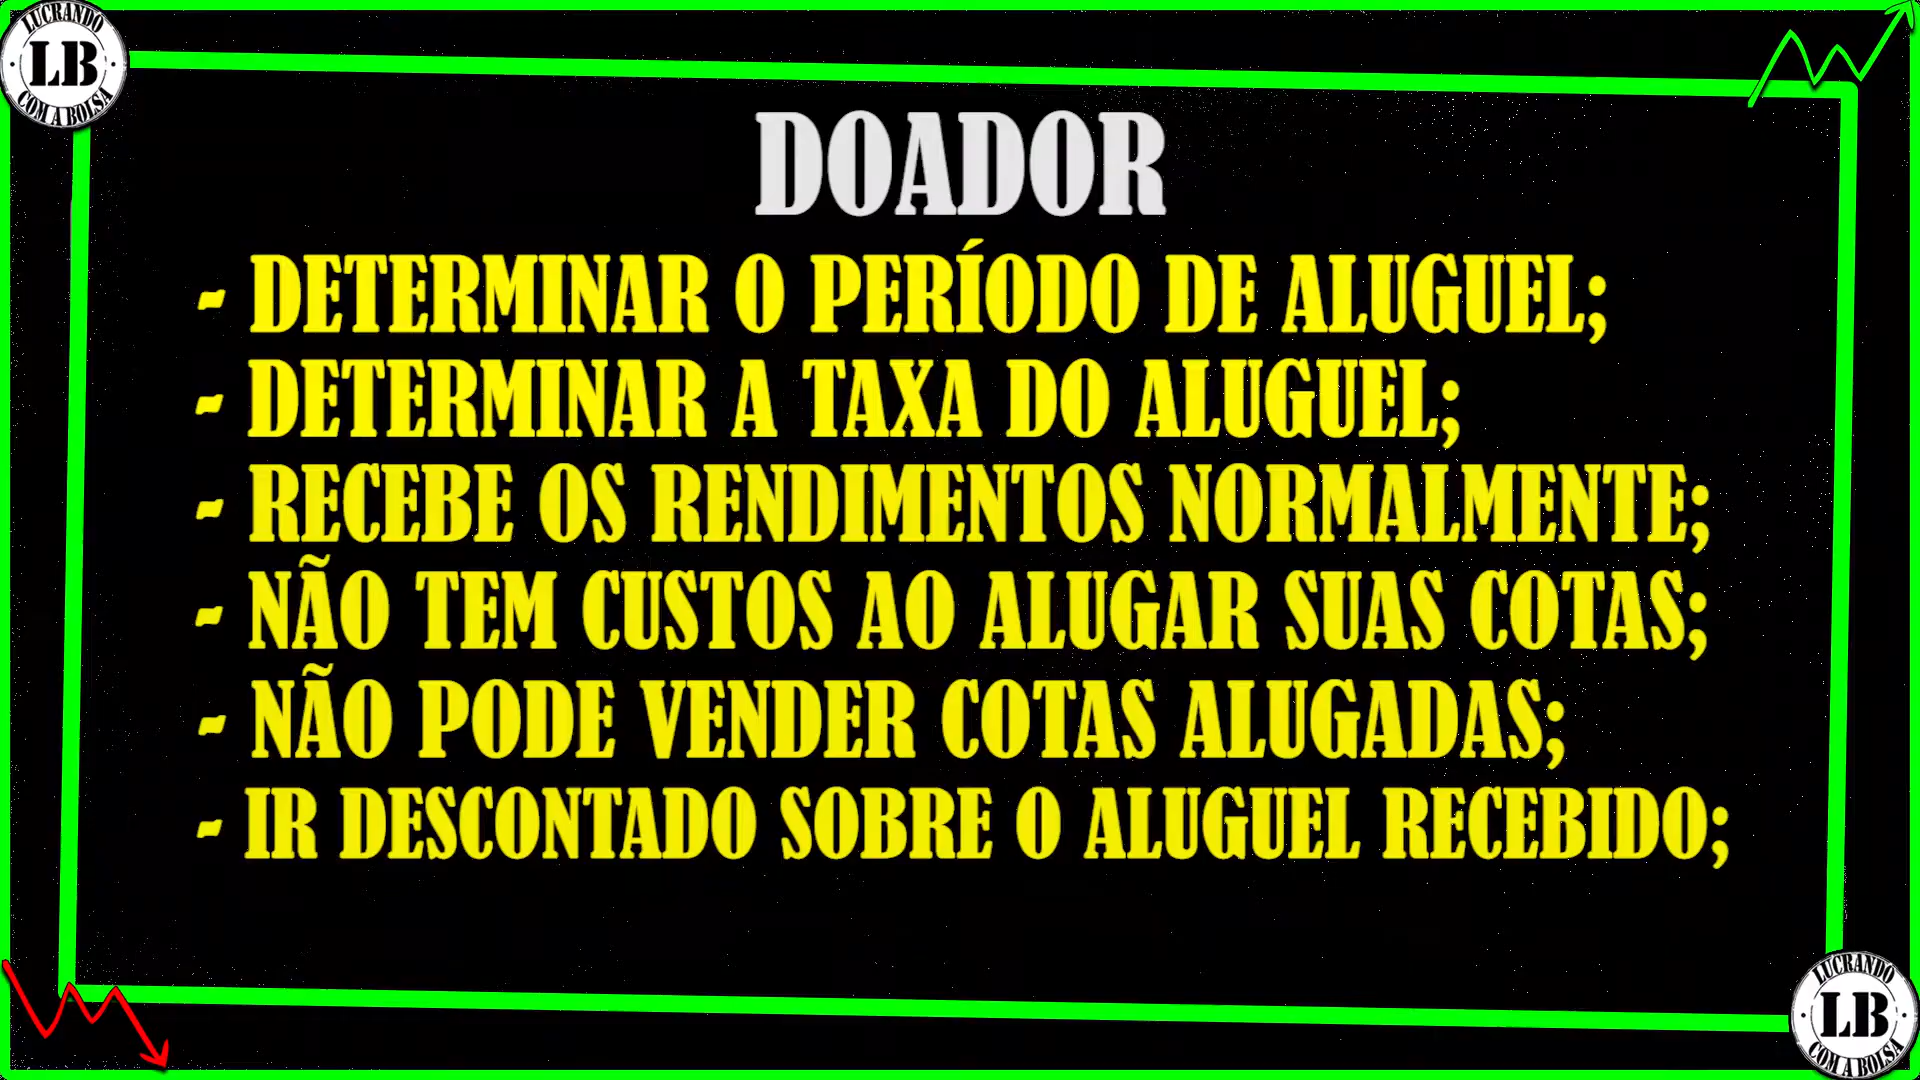 LUCRANDO
LB
COM A BOLSA
DOADOR
- DETERMINAR O PERÍODO DE ALUGUEL;
- DETERMINAR A TAXA DO ALUGUEL;
- RECEBE OS RENDIMENTOS NORMALMENTE;
- NÃO TEM CUSTOS AO ALUGAR SUAS COTAS;
- NÃO PODE VENDER COTAS ALUGADAS;
- IR DESCONTADO SOBRE O ALUGUEL RECEBIDO;
LUCRANDO
LB
COM A BOLSA